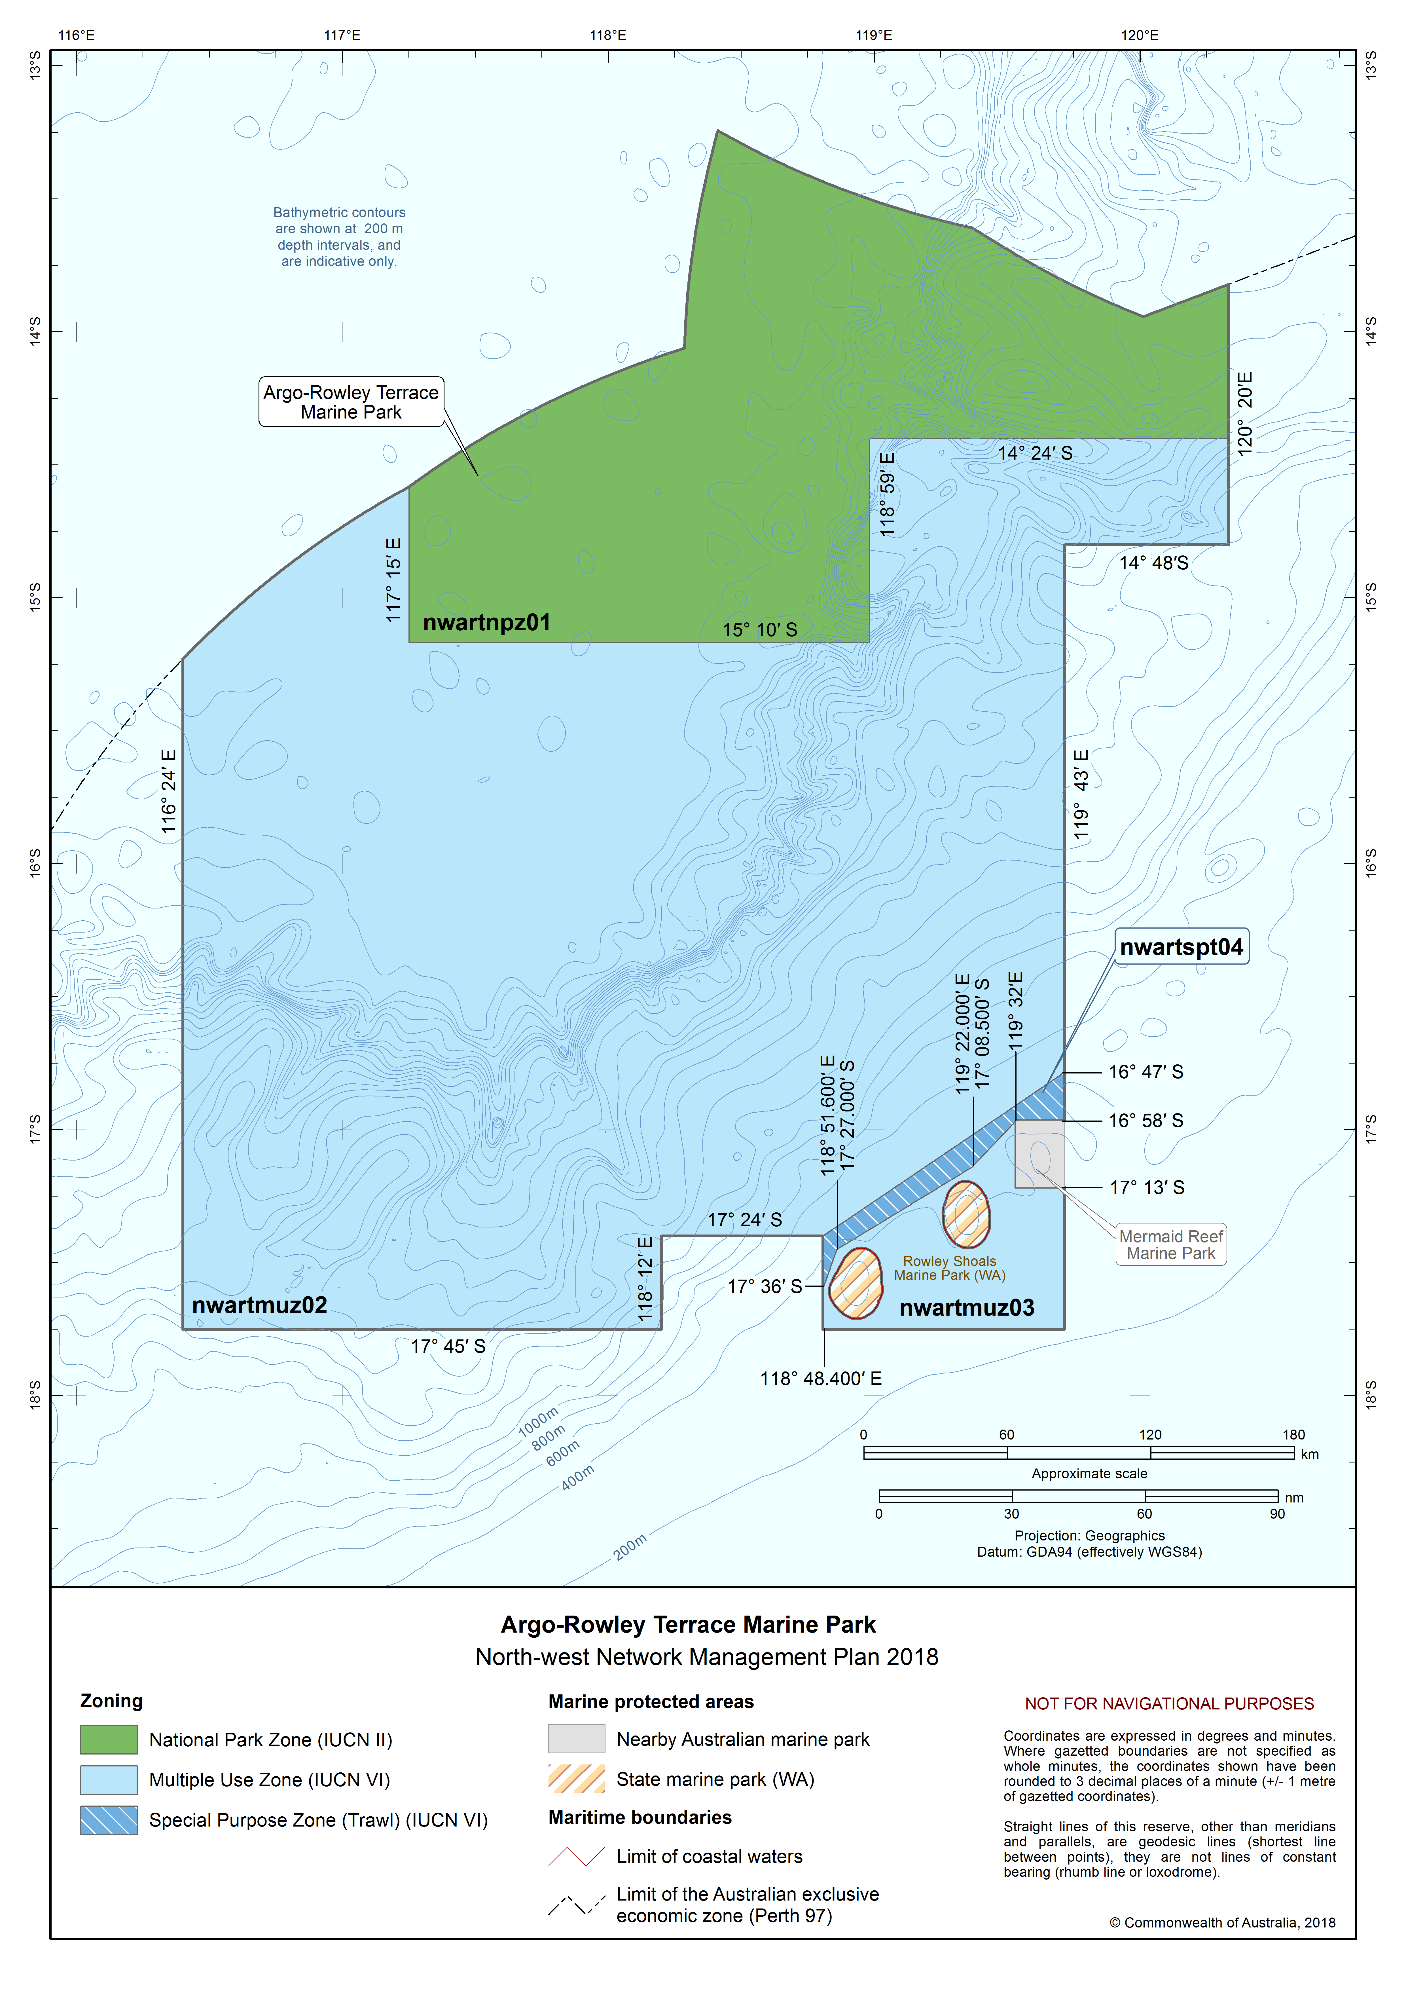 116°E 117°E 118°E 119°E 120°E
13°S 13°S
Bathymetric contours
are shown at 200 m
depth intervals, and
are indicative only.
14°S 14°S
Argo-Rowley Terrace
Marine Park
120° 20'E
14° 24' S
118° 59' E
14° 48'S
117° 15' E
15°S 15°S
nwartnpz01
15° 10' S
116° 24' E
119° 43' E
16°S 16°S
nwartspt04
119° 22.000' E
17° 08.500' S
119° 32'E
118° 51.600' E
17° 27.000' S
16° 47' S
16° 58' S
17°S 17°S
17° 13' S
17° 24' S
Mermaid Reef
Marine Park
118° 12' E
Rowley Shoals
Marine Park (WA)
17° 36' S
nwartmuz02
nwartmuz03
17° 45' S
118° 48.400' E
18°S 18°S
1000m
800m
600m
400m
200m
0 60 120 180
km
Approximate scale
nm
0 30 60 90
Projection: Geographics
Datum: GDA94 (effectively WGS84)
Argo-Rowley Terrace Marine Park
North-west Network Management Plan 2018
Zoning
National Park Zone (IUCN II)
Multiple Use Zone (IUCN VI)
Special Purpose Zone (Trawl) (IUCN VI)
Marine protected areas
Nearby Australian marine park
State marine park (WA)
Maritime boundaries
Limit of coastal waters
Limit of the Australian exclusive
economic zone (Perth 97)
NOT FOR NAVIGATIONAL PURPOSES
Coordinates are expressed in degrees and minutes.
Where gazetted boundaries are not specified as
whole minutes, the coordinates shown have been
rounded to 3 decimal places of a minute (+/- 1 metre
of gazetted coordinates).
Straight lines of this reserve, other than meridians
and parallels, are geodesic lines (shortest line
between points), they are not lines of constant
bearing (rhumb line or loxodrome).
© Commonwealth of Australia, 2018